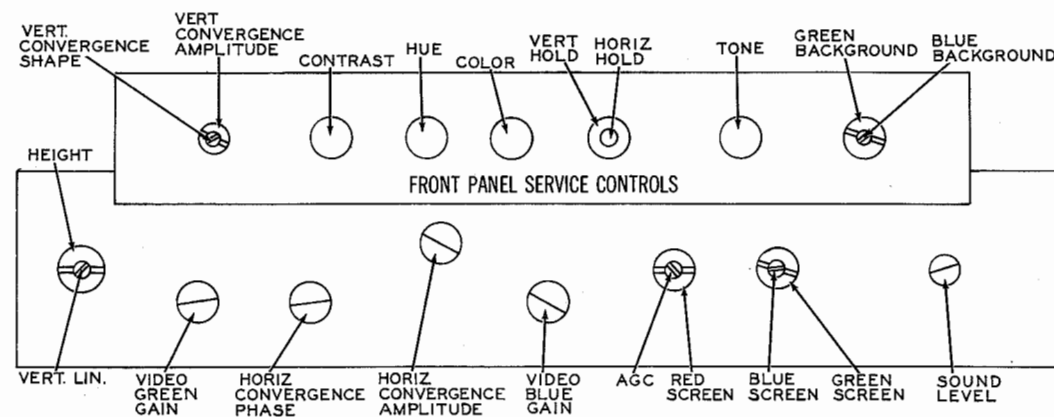 VERT.
CONVERGENCE
SHAPE
VERT
CONVERGENCE
AMPLITUDE
CONTRAST
HUE
COLOR
VERT
HOLD
HORIZ
HOLD
TONE
GREEN
BACKGROUND
BLUE
BACKGROUND
HEIGHT
FRONT PANEL SERVICE CONTROLS
VERT. LIN.
VIDEO
GREEN
GAIN
HORIZ
CONVERGENCE
PHASE
HORIZ
CONVERGENCE
AMPLITUDE
VIDEO
BLUE
GAIN
AGC
RED
SCREEN
BLUE
SCREEN
GREEN
SCREEN
SOUND
LEVEL